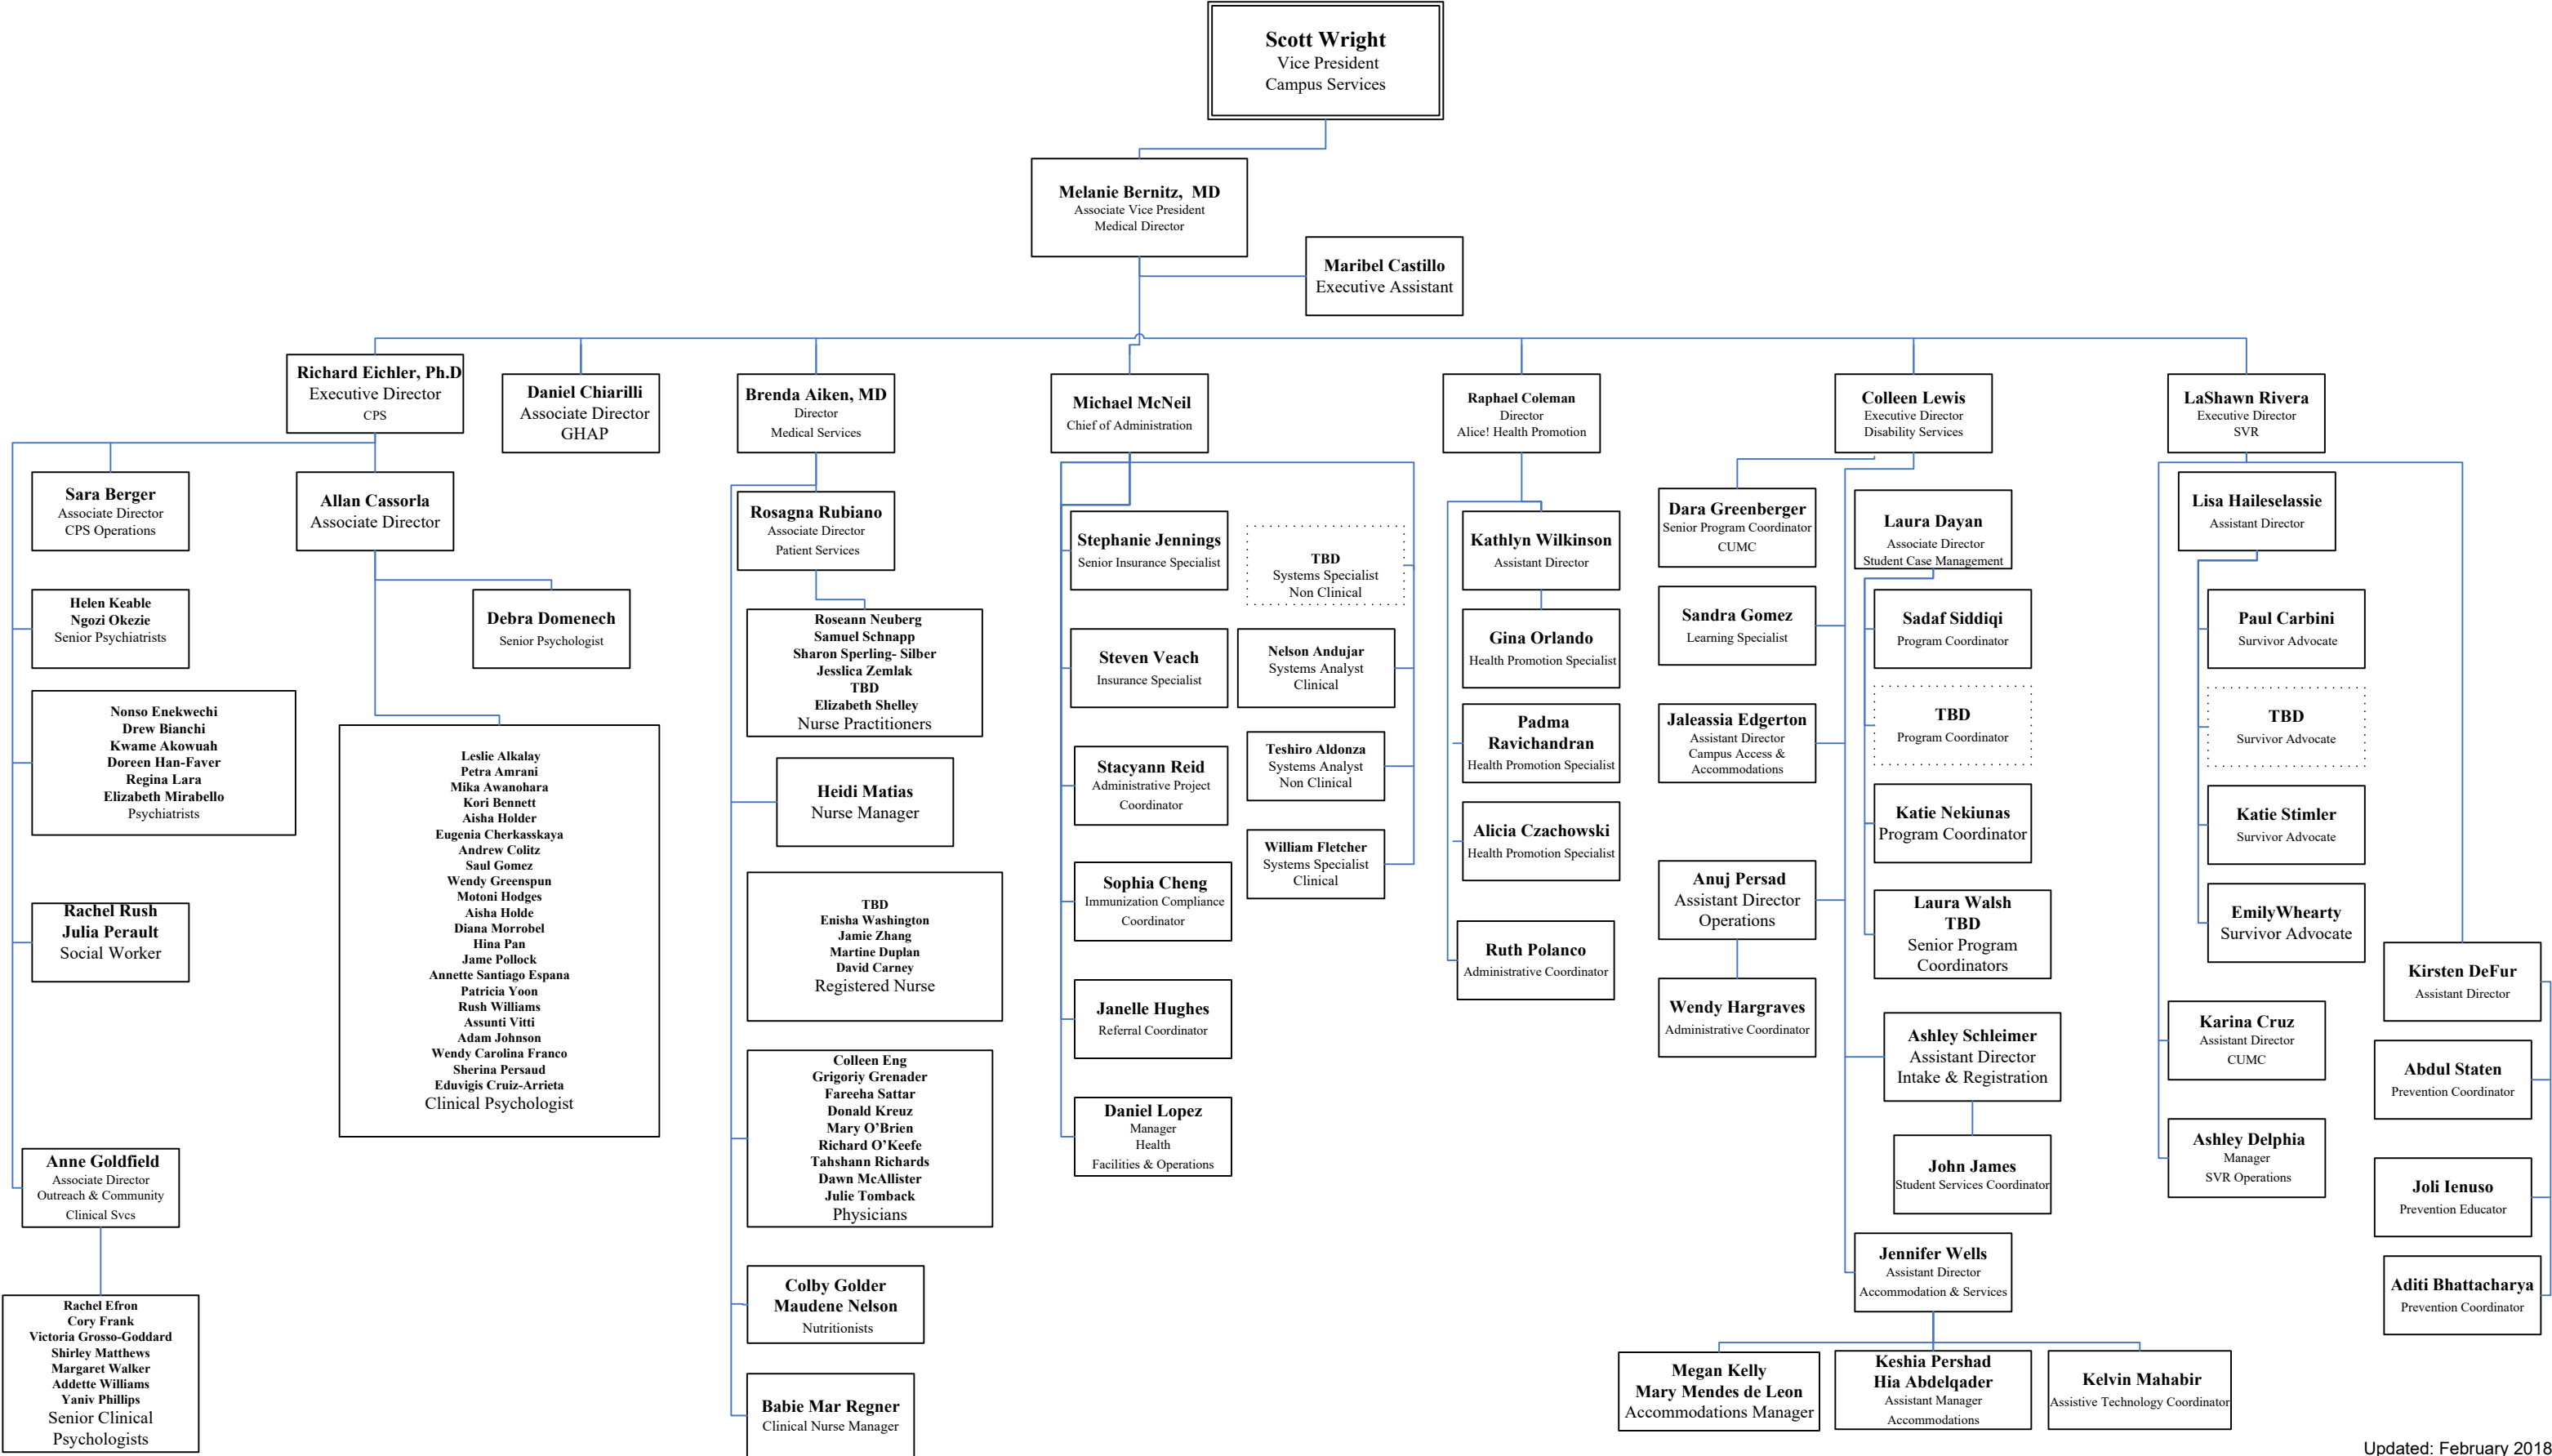 Scott Wright
Vice President
Campus Services
Melanie Bernitz,  MD
Associate Vice President
Medical Director
Maribel Castillo
Executive Assistant
Richard Eichler, Ph.D
Executive Director
CPS
Daniel Chiarilli
Associate Director
GHAP
Brenda Aiken, MD
Director
Medical Services
Michael McNeil
Chief of Administration
Raphael Coleman
Director
Alice! Health Promotion
Colleen Lewis
Executive Director
Disability Services
LaShawn Rivera
Executive Director
SVR
Sara Berger
Associate Director
CPS Operations
Helen Keable
Ngozi Okezie
Senior Psychiatrists
Nonso Enekwechi
Drew Bianchi
Kwame Akowuah
Doreen Han-Faver
Regina Lara
Elizabeth Mirabello
Psychiatrists
Rachel Rush
Julia Perault
Social Worker
Anne Goldfield
Associate Director
Outreach & Community
Clinical Svcs
Rachel Efron
Cory Frank
Victoria Grosso-Goddard
Shirley Matthews
Margaret Walker
Addette Williams
Yaniv Phillips
Senior Clinical
Psychologists
Allan Cassorla
Associate Director
Debra Domenech
Senior Psychologist
Leslie Alkalay
Petra Amrani
Mika Awanohara
Kori Bennett
Aisha Holder
Eugenia Cherkasskaya
Andrew Colitz
Saul Gomez
Wendy Greenspun
Motoni Hodges
Aisha Holde
Diana Morrobel
Hina Pan
Jame Pollock
Annette Santiago Espana
Patricia Yoon
Rush Williams
Assunti Vitti
Adam Johnson
Wendy Carolina Franco
Sherina Persaud
Eduvigis Cruiz-Arrieta
Clinical Psychologist
Rosagna Rubiano
Associate Director
Patient Services
Roseann Neuberg
Samuel Schnapp
Sharon Sperling- Silber
Jesslica Zemlak
TBD
Elizabeth Shelley
Nurse Practitioners
Heidi Matias
Nurse Manager
TBD
Enisha Washington
Jamie Zhang
Martine Duplan
David Carney
Registered Nurse
Colleen Eng
Grigoriy Grenader
Fareeha Sattar
Donald Kreuz
Mary O’Brien
Richard O’Keefe
Tahshann Richards
Dawn McAllister
Julie Tomback
Physicians
Colby Golder
Maudene Nelson
Nutritionists
Babie Mar Regner
Clinical Nurse Manager
Stephanie Jennings
Senior Insurance Specialist
Steven Veach
Insurance Specialist
Stacyann Reid
Administrative Project
Coordinator
Sophia Cheng
Immunization Compliance
Coordinator
Janelle Hughes
Referral Coordinator
Daniel Lopez
Manager
Health
Facilities & Operations
TBD
Systems Specialist
Non Clinical
Nelson Andujar
Systems Analyst
Clinical
Teshiro Aldonza
Systems Analyst
Non Clinical
William Fletcher
Systems Specialist
Clinical
Kathlyn Wilkinson
Assistant Director
Gina Orlando
Health Promotion Specialist
Padma
Ravichandran
Health Promotion Specialist
Alicia Czachowski
Health Promotion Specialist
Ruth Polanco
Administrative Coordinator
Dara Greenberger
Senior Program Coordinator
CUMC
Sandra Gomez
Learning Specialist
Jaleassia Edgerton
Assistant Director
Campus Access &
Accommodations
Anuj Persad
Assistant Director
Operations
Wendy Hargraves
Administrative Coordinator
Laura Dayan
Associate Director
Student Case Management
Sadaf Siddiqi
Program Coordinator
TBD
Program Coordinator
Katie Nekiunas
Program Coordinator
Laura Walsh
TBD
Senior Program
Coordinators
Ashley Schleimer
Assistant Director
Intake & Registration
John James
Student Services Coordinator
Jennifer Wells
Assistant Director
Accommodation & Services
Megan Kelly
Mary Mendes de Leon
Accommodations Manager
Keshia Pershad
Hia Abdelqader
Assistant Manager
Accommodations
Kelvin Mahabir
Assistive Technology Coordinator
Lisa Haileselassie
Assistant Director
Paul Carbini
Survivor Advocate
TBD
Survivor Advocate
Katie Stimler
Survivor Advocate
EmilyWhearty
Survivor Advocate
Karina Cruz
Assistant Director
CUMC
Ashley Delphia
Manager
SVR Operations
Kirsten DeFur
Assistant Director
Abdul Staten
Prevention Coordinator
Joli Ienuso
Prevention Educator
Aditi Bhattacharya
Prevention Coordinator
Updated: February 2018